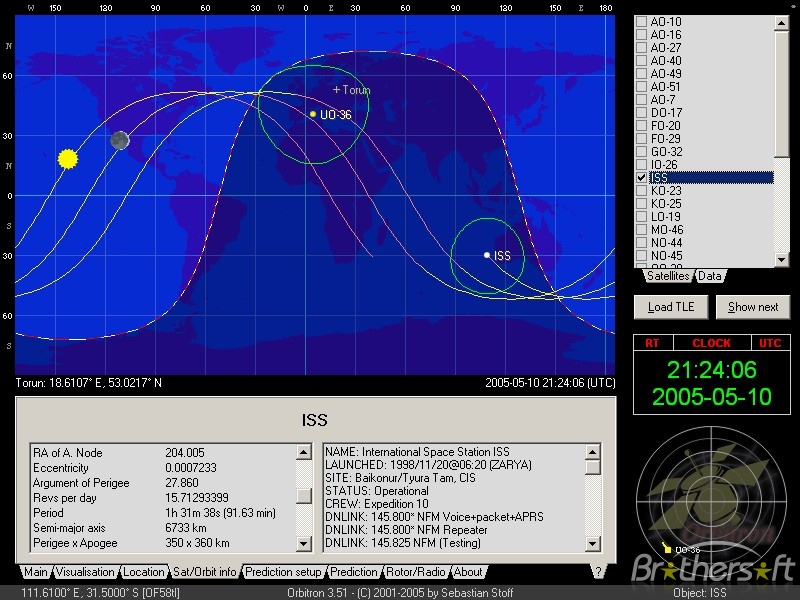 W 150 120 90 60 30 W 0 E 30 60 90 120 150 E 180
N
60
30
N
0
S
30
60
S
+Torun
UO-36
ISS
Torun: 18.6107° E, 53.0217° N
2005-05-10 21:24:06 (UTC)
AO-10
AO-16
AO-27
AO-40
AO-49
AO-51
AO-7
DO-17
FO-20
FO-29
GO-32
IO-26
ISS
KO-23
KO-25
LO-19
MO-46
NO-44
NO-45
Satellites Data
Load TLE Show next
RT CLOCK UTC
21:24:06
2005-05-10
ISS
RA of A. Node 204.005
Eccentricity 0.0007233
Argument of Perigee 27.860
Revs per day 15.71293399
Period 1h 31m 38s (91.63 min)
Semi-major axis 6733 km
Perigee x Apogee 350 x 360 km
NAME: International Space Station ISS
LAUNCHED: 1998/11/20@06:20 (ZARYA)
SITE: Baikonur/Tyura Tam, CIS
STATUS: Operational
CREW: Expedition 10
DNLINK: 145.800* NFM Voice+packet+APRS
DNLINK: 145.800* NFM Repeater
DNLINK: 145.825 NFM (Testing)
UO-36
Main Visualisation Location Sat/Orbit info Prediction setup Prediction Rotor/Radio About ?
Brothersoft
111.6100° E, 31.5000° S [OF58tl]
Orbitron 3.51 - (C) 2001-2005 by Sebastian Stoff
Object: ISS